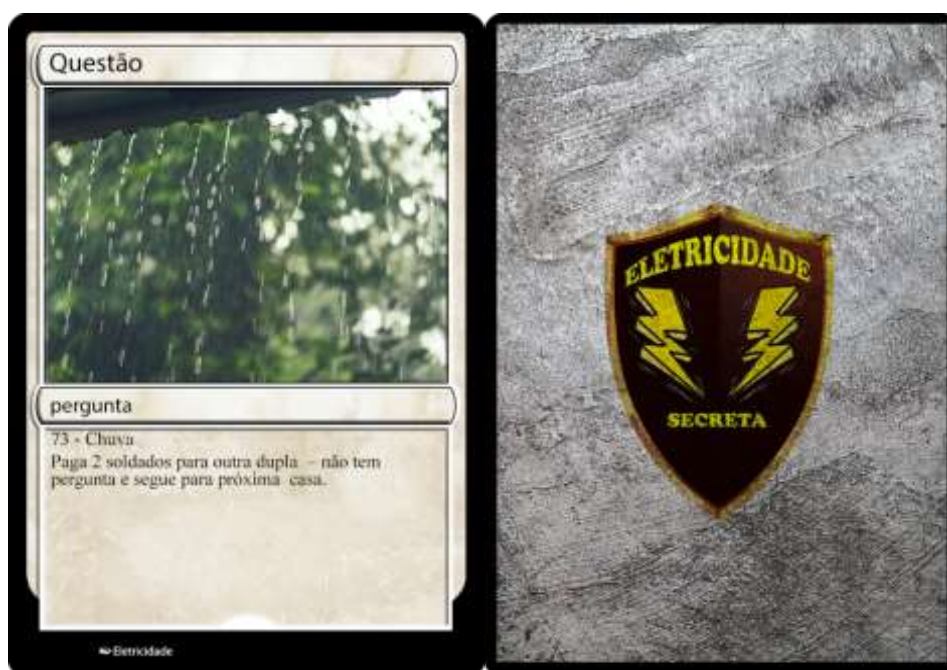 Questão
pergunta
73 - Chuva
Paga 2 soldados para outra dupla – não tem
pergunta e segue para próxima casa.
Eletricidade
ELETRICIDADE
SECRETA